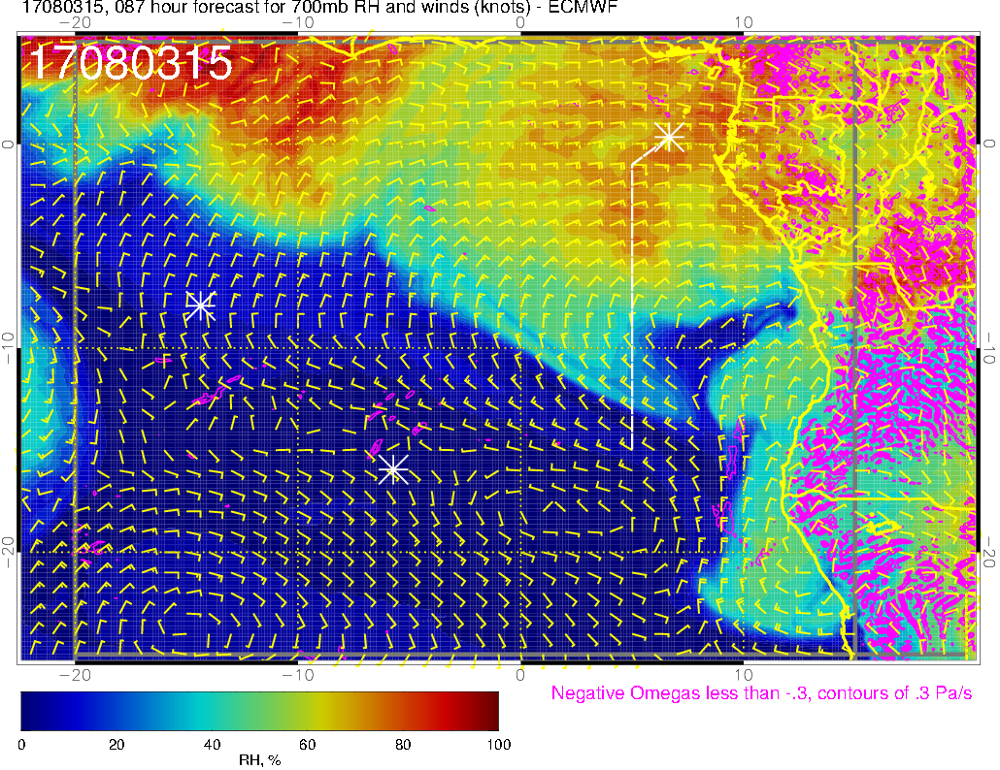 17080315, 087 hour forecast for 700mb RH and winds (knots) - ECMWF
−20 −10 0 10
17080315
0 0
−10 −10
−20 −20
−20 −10 0 10
Negative Omegas less than -.3, contours of .3 Pa/s
0 20 40 60 80 100
RH, %